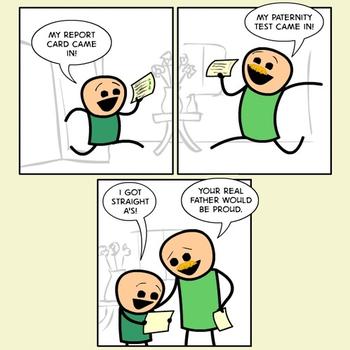 MY REPORT
CARD CAME
IN!
MY PATERNITY
TEST CAME IN!
I GOT
STRAIGHT
A'S!
YOUR REAL
FATHER WOULD
BE PROUD.